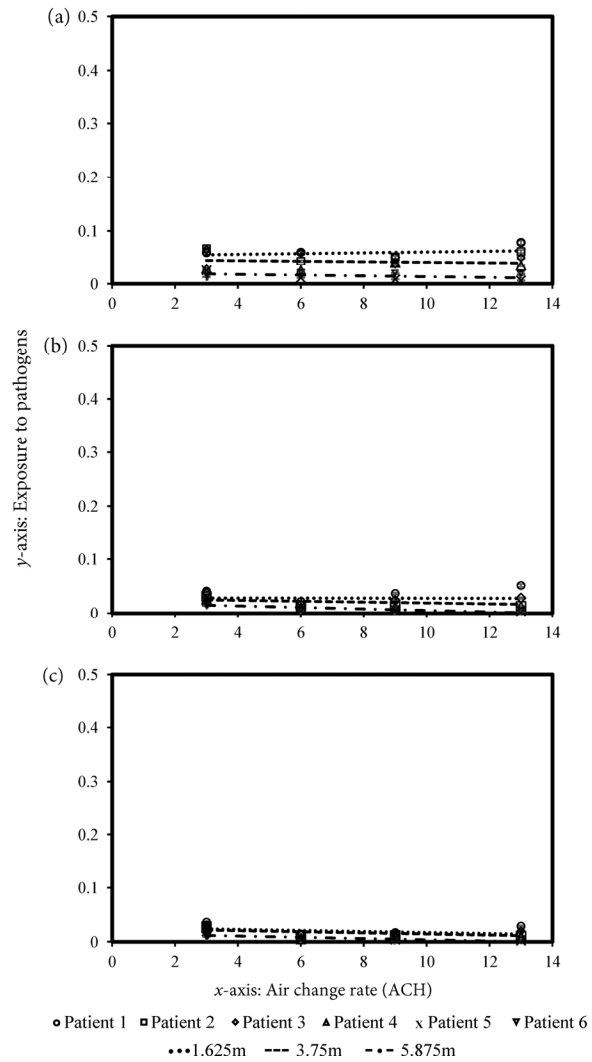 (a)
0.5
0.4
0.3
0.2
0.1
0
0 2 4 6 8 10 12 14
(b)
0.5
0.4
0.3
0.2
0.1
0
0 2 4 6 8 10 12 14
(c)
0.5
0.4
0.3
0.2
0.1
0
0 2 4 6 8 10 12 14
y-axis: Exposure to pathogens
x-axis: Air change rate (ACH)
Patient 1 Patient 2 Patient 3 Patient 4 Patient 5 Patient 6
1.625m 3.75m 5.875m